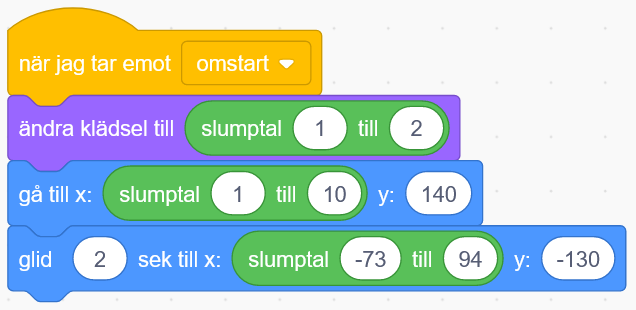 när jag tar emot omstart
ändra klädsel till slumptal 1 till 2
gå till x: slumptal 1 till 10 y: 140
glid 2 sek till x: slumptal -73 till 94 y: -130